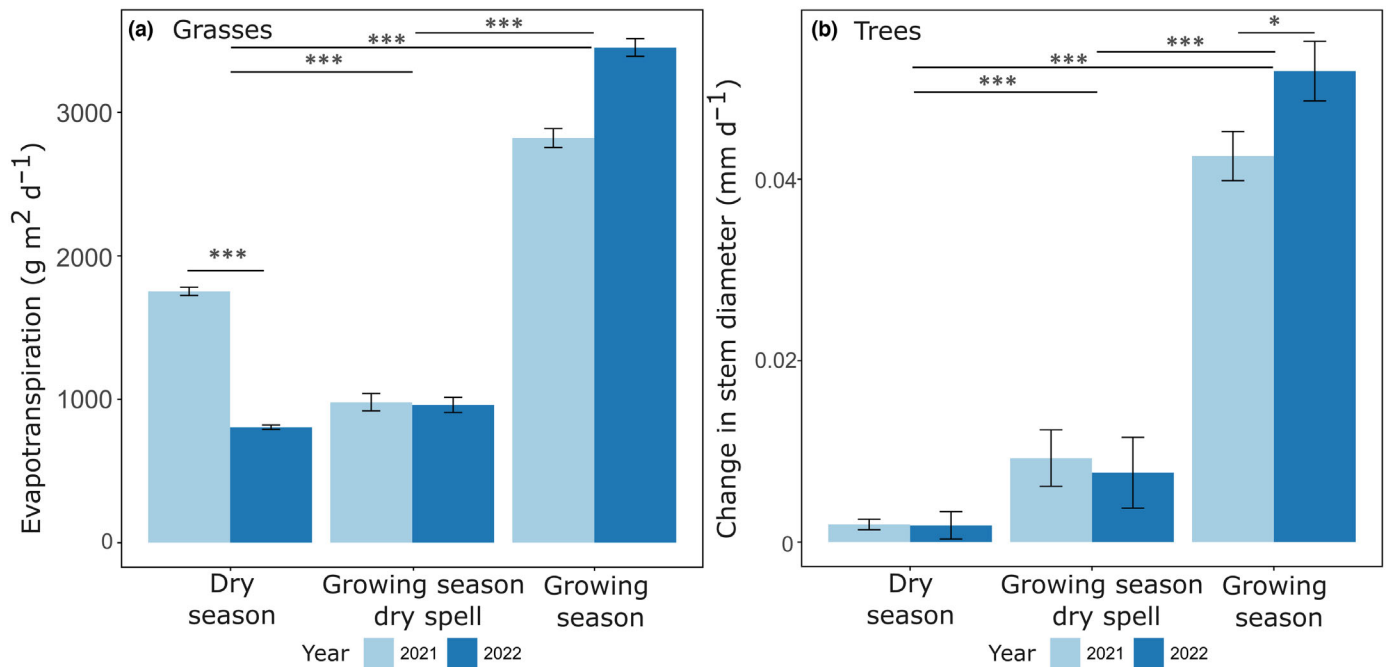 (a) Grasses
***
***
***
***
Evapotranspiration (g m² d⁻¹)
3000
2000
1000
0
Dry season
Growing season dry spell
Growing season
Year 2021 2022
(b) Trees
*
***
***
***
Change in stem diameter (mm d⁻¹)
0.04
0.02
0
Dry season
Growing season dry spell
Growing season
Year 2021 2022